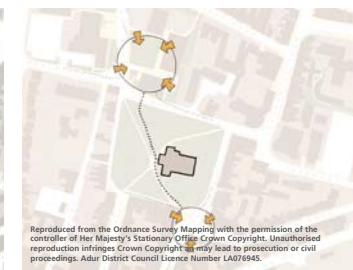 Reproduced from the Ordnance Survey Mapping with the permission of the
controller of Her Majesty's Stationary Office Crown Copyright. Unauthorised
reproduction infringes Crown Copyright an may lead to prosecution or civil
proceedings. Adur District Council Licence Number LA076945.